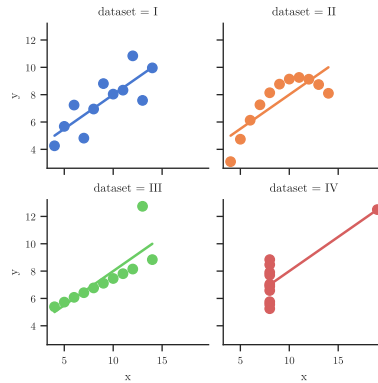 dataset = I
dataset = II
12
10
8
6
4
y
dataset = III
dataset = IV
12
10
8
6
4
y
5
10
15
5
10
15
x
x